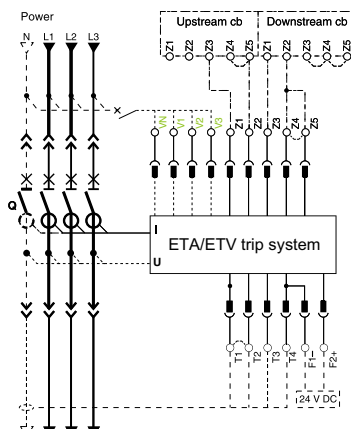 Power
Upstream cb
Downstream cb
N L1 L2 L3
Z1 Z2 Z3 Z4 Z5 Z1 Z2 Z3 Z4 Z5
VN V1 V2 V3 Z1 Z2 Z3 Z4 Z5
Q
I
ETA/ETV trip system
U
T1 T2 T3 T4 F1− F2+
24 V DC